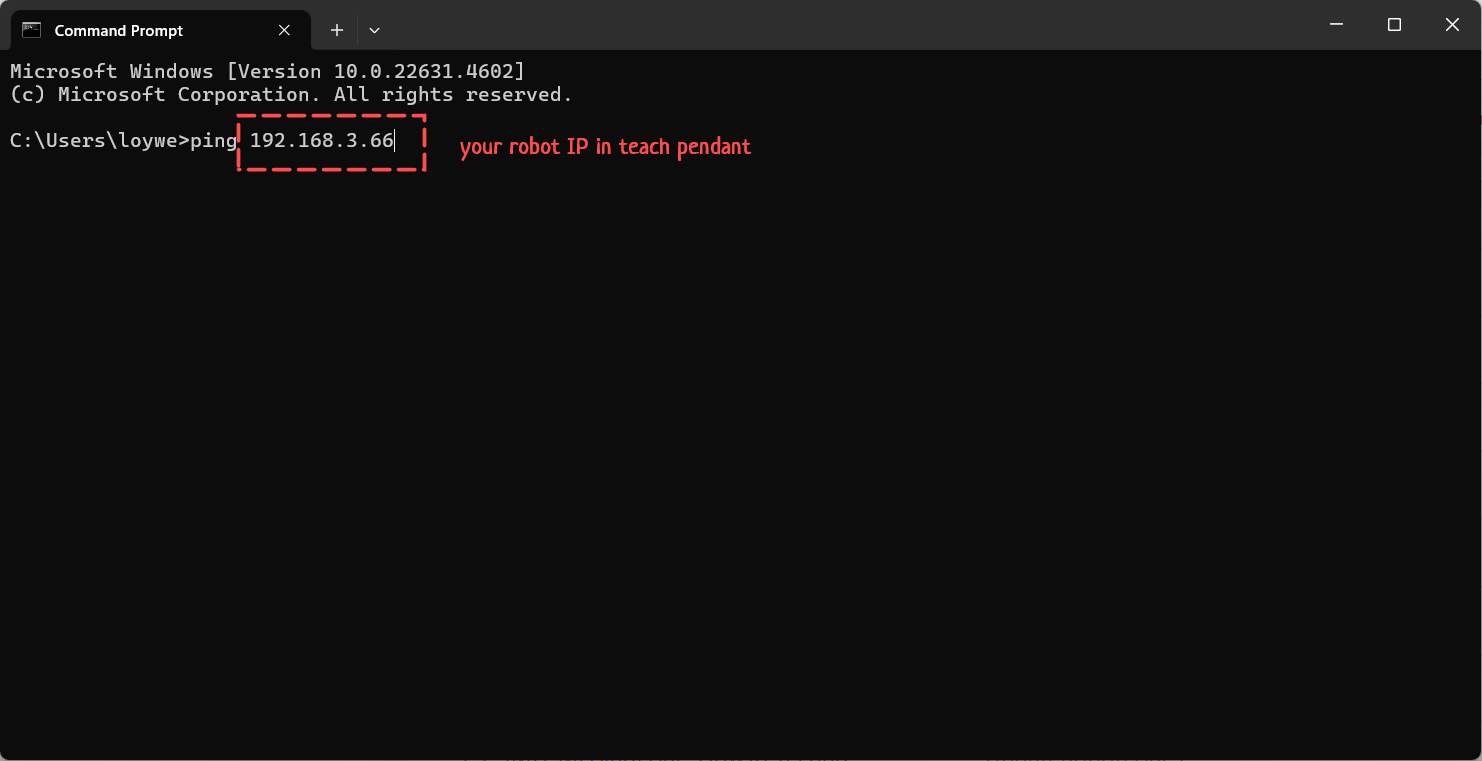 Command Prompt
Microsoft Windows [Version 10.0.22631.4602]
(c) Microsoft Corporation. All rights reserved.
C:\Users\loywe>ping 192.168.3.66
your robot IP in teach pendant